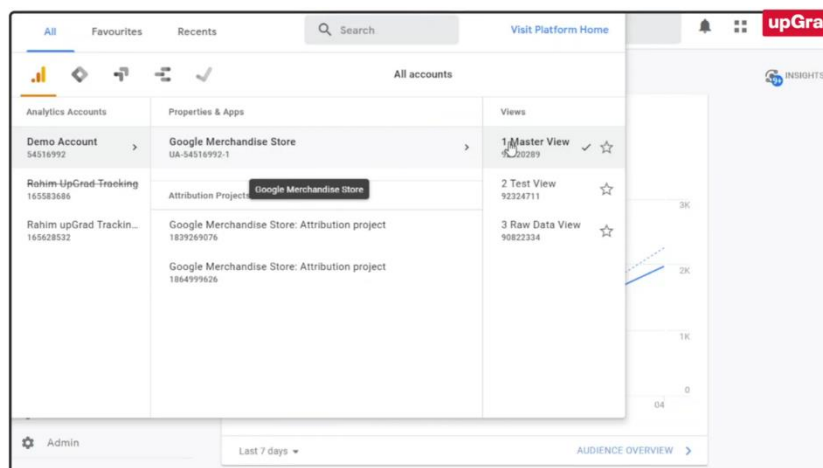 All Favourites Recents Search Visit Platform Home
upGra
All accounts
INSIGHTS
9+
Analytics Accounts Properties & Apps Views
Demo Account
54516992
Google Merchandise Store
UA-54516992-1
1 Master View
Rahim UpGrad Tracking
165583686
Attribution Projects
Google Merchandise Store
2 Test View
92324711
Rahim upGrad Trackin...
165628532
Google Merchandise Store: Attribution project
1839269076
3 Raw Data View
90822334
Google Merchandise Store: Attribution project
1864999626
3K
2K
1K
0
04
Admin
Last 7 days
AUDIENCE OVERVIEW